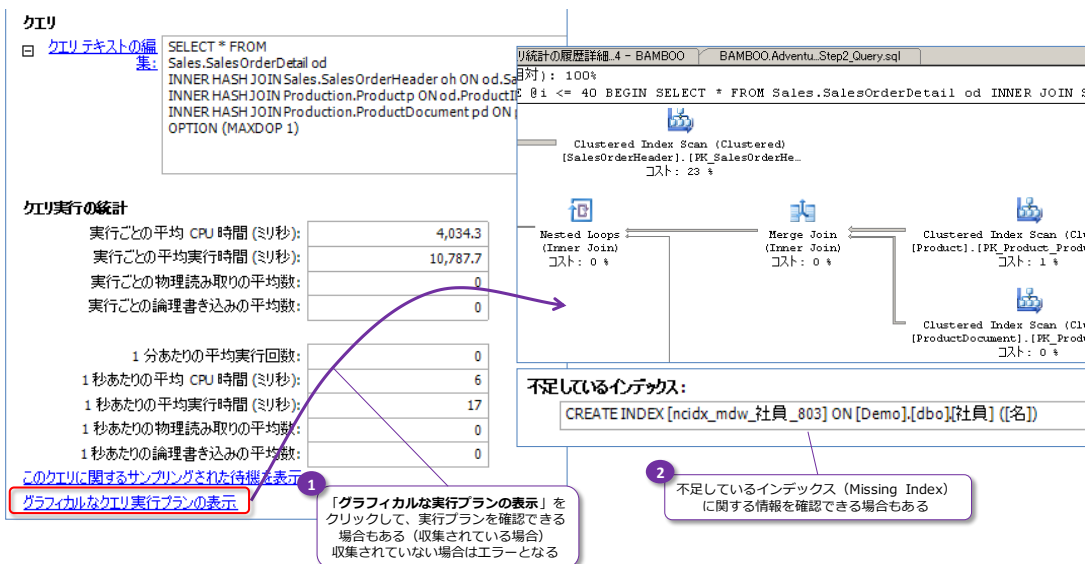 クエリ
クエリ テキストの編集:
SELECT * FROM
Sales.SalesOrderDetail od
INNER HASH JOIN Sales.SalesOrderHeader oh ON od.Sa
INNER HASH JOIN Production.Product p ON od.ProductI
INNER HASH JOIN Production.ProductDocument pd ON
OPTION (MAXDOP 1)
クエリ実行の統計
実行ごとの平均 CPU 時間 (ミリ秒): 4,034.3
実行ごとの平均実行時間 (ミリ秒): 10,787.7
実行ごとの物理読み取りの平均数: 0
実行ごとの論理書き込みの平均数: 0
1 分あたりの平均実行回数: 0
1 秒あたりの平均 CPU 時間 (ミリ秒): 6
1 秒あたりの平均実行時間 (ミリ秒): 17
1 秒あたりの物理読み取りの平均数: 0
1 秒あたりの論理書き込みの平均数: 0
このクエリに関するサンプリングされた待機を表示
グラフィカルなクエリ実行プランの表示
リ統計の履歴詳細...4 - BAMBOO
BAMBOO.Adventu...Step2_Query.sql
相対): 100%
E @i <= 40 BEGIN SELECT * FROM Sales.SalesOrderDetail od INNER JOIN S
Clustered Index Scan (Clustered)
[SalesOrderHeader].[PK_SalesOrderHe…
コスト: 23 %
Nested Loops
(Inner Join)
コスト: 0 %
Merge Join
(Inner Join)
コスト: 0 %
Clustered Index Scan (Clu
[Product].[PK_Product_Prod
コスト: 1 %
Clustered Index Scan (Clu
[ProductDocument].[PK_Produ
コスト: 0 %
不足しているインデックス:
CREATE INDEX [ncidx_mdw_社員_803] ON [Demo].[dbo].[社員] ([名])
1
「グラフィカルな実行プランの表示」を
クリックして、実行プランを確認できる
場合もある（収集されている場合）
収集されていない場合はエラーとなる
2
不足しているインデックス（Missing Index）
に関する情報を確認できる場合もある